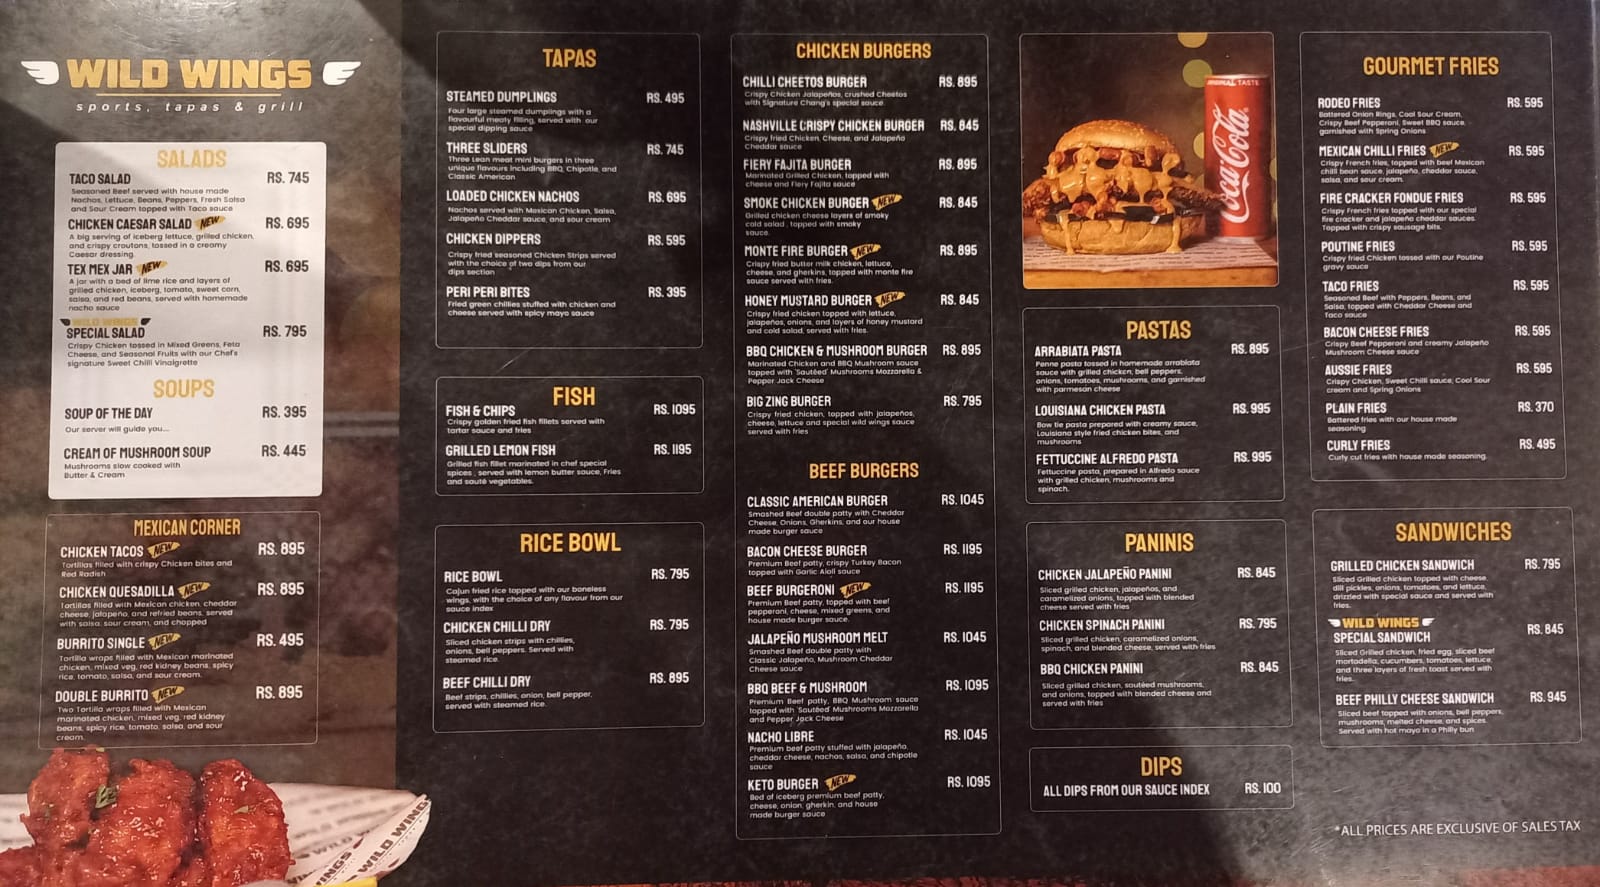 WILD WINGS
sports, tapas & grill
SALADS
TACO SALAD RS. 745
Seasoned Beef served with house made
Nachos, Lettuce, Beans, Peppers, Fresh Salsa
and Sour Cream topped with Taco sauce
CHICKEN CAESAR SALAD NEW RS. 695
A big serving of iceberg lettuce, grilled chicken,
and crispy croutons, tossed in a creamy
Caesar dressing.
TEX MEX JAR NEW RS. 695
A jar with a bed of lime rice and layers of
grilled chicken, iceberg, tomato, sweet corn,
salsa, and red beans, served with homemade
nacho sauce
WILD WINGS
SPECIAL SALAD RS. 795
Crispy Chicken tossed in Mixed Greens, Feta
Cheese, and Seasonal Fruits with our Chef's
signature Sweet Chilli Vinaigrette
SOUPS
SOUP OF THE DAY RS. 395
Our server will guide you...
CREAM OF MUSHROOM SOUP RS. 445
Mushrooms slow cooked with
Butter & Cream
MEXICAN CORNER
CHICKEN TACOS NEW RS. 895
Tortillas filled with crispy Chicken bites and
Red Radish
CHICKEN QUESADILLA NEW RS. 895
Tortillas filled with Mexican chicken, cheddar
cheese, jalapeño, and refried beans, served
with salsa, sour cream, and chopped
BURRITO SINGLE NEW RS. 495
Tortilla wraps filled with Mexican marinated
chicken, mixed veg, red kidney beans, spicy
rice, tomato, salsa, and sour cream.
DOUBLE BURRITO NEW RS. 895
Two Tortilla wraps filled with Mexican
marinated chicken, mixed veg, red kidney
beans, spicy rice, tomato, salsa, and sour
cream.
WILD WINGS
WINGS
TAPAS
STEAMED DUMPLINGS RS. 495
Four large steamed dumplings with a
flavourful meaty filling, served with our
special dipping sauce
THREE SLIDERS RS. 745
Three Lean meat mini burgers in three
unique flavours including BBQ, Chipotle, and
Classic American
LOADED CHICKEN NACHOS RS. 695
Nachos served with Mexican Chicken, Salsa,
Jalapeño Cheddar sauce, and sour cream
CHICKEN DIPPERS RS. 595
Crispy fried seasoned Chicken Strips served
with the choice of two dips from our
dips section
PERI PERI BITES RS. 395
Fried green chillies stuffed with chicken and
cheese served with spicy mayo sauce
FISH
FISH & CHIPS RS. 1095
Crispy golden fried fish fillets served with
tartar sauce and fries
GRILLED LEMON FISH RS. 1195
Grilled fish fillet marinated in chef special
spices, served with lemon butter sauce, Fries
and sauté vegetables.
RICE BOWL
RICE BOWL RS. 795
Cajun fried rice topped with our boneless
wings, with the choice of any flavour from our
sauce index
CHICKEN CHILLI DRY RS. 795
Sliced chicken strips with chillies,
onions, bell peppers. Served with
steamed rice.
BEEF CHILLI DRY RS. 895
Beef strips, chillies, onion, bell pepper,
served with steamed rice.
CHICKEN BURGERS
CHILLI CHEETOS BURGER RS. 895
Crispy Chicken Jalapeños, crushed Cheetos
with Signature Chang's special sauce.
NASHVILLE CRISPY CHICKEN BURGER RS. 845
Crispy fried Chicken, Cheese, and Jalapeño
Cheddar sauce
FIERY FAJITA BURGER RS. 895
Marinated Grilled Chicken, topped with
cheese and Fiery Fajita sauce
SMOKE CHICKEN BURGER NEW RS. 845
Grilled chicken cheese layers of smoky
cold salad , topped with smoky
sauce.
MONTE FIRE BURGER NEW RS. 895
Crispy fried butter milk chicken, lettuce,
cheese, and gherkins, topped with monte fire
sauce served with fries.
HONEY MUSTARD BURGER NEW RS. 845
Crispy fried chicken topped with lettuce,
jalapeños, onions, and layers of honey mustard
and cold salad, served with fries.
BBQ CHICKEN & MUSHROOM BURGER RS. 895
Marinated Chicken and BBQ Mushroom sauce
topped with 'Sautéed' Mushrooms Mozzarella &
Pepper Jack Cheese
BIG ZING BURGER RS. 795
Crispy fried chicken, topped with jalapeños,
cheese, lettuce and special wild wings sauce
served with fries
BEEF BURGERS
CLASSIC AMERICAN BURGER RS. 1045
Smashed Beef double patty with Cheddar
Cheese, Onions, Gherkins, and our house
made burger sauce
BACON CHEESE BURGER RS. 1195
Premium Beef patty, crispy Turkey Bacon
topped with Garlic Aioli sauce
BEEF BURGERONI NEW RS. 1195
Premium Beef patty, topped with beef
pepperoni, cheese, mixed greens, and
house made burger sauce.
JALAPEÑO MUSHROOM MELT RS. 1045
Smashed Beef double patty with
Classic Jalapeño, Mushroom Cheddar
Cheese sauce
BBQ BEEF & MUSHROOM RS. 1095
Premium Beef patty, BBQ Mushroom sauce
topped with 'Sautéed' Mushrooms Mozzarella
and Pepper Jack Cheese
NACHO LIBRE RS. 1045
Premium beef patty stuffed with jalapeño,
cheddar cheese, nachos, salsa, and chipotle
sauce
KETO BURGER NEW RS. 1095
Bed of iceberg premium beef patty,
cheese, onion, gherkin, and house
made burger sauce
ORIGINAL TASTE
Coca-Cola
PASTAS
ARRABIATA PASTA RS. 895
Penne pasta tossed in homemade arrabiata
sauce with grilled chicken, bell peppers,
onions, tomatoes, mushrooms, and garnished
with parmesan cheese
LOUISIANA CHICKEN PASTA RS. 995
Bow tie pasta prepared with creamy sauce,
Louisiana style fried chicken bites, and
mushrooms
FETTUCCINE ALFREDO PASTA RS. 995
Fettuccine pasta, prepared in Alfredo sauce
with grilled chicken, mushrooms and
spinach.
PANINIS
CHICKEN JALAPEÑO PANINI RS. 845
Sliced grilled chicken, jalapeños, and
caramelized onions, topped with blended
cheese served with fries
CHICKEN SPINACH PANINI RS. 795
Sliced grilled chicken, caramelized onions,
spinach, and blended cheese, served with fries
BBQ CHICKEN PANINI RS. 845
Sliced grilled chicken, sautéed mushrooms,
and onions, topped with blended cheese and
served with fries
DIPS
ALL DIPS FROM OUR SAUCE INDEX RS. 100
GOURMET FRIES
RODEO FRIES RS. 595
Battered Onion Rings, Cool Sour Cream,
Crispy Beef Pepperoni, Sweet BBQ sauce,
garnished with Spring Onions
MEXICAN CHILLI FRIES NEW RS. 595
Crispy French fries, topped with beef Mexican
chilli bean sauce, jalapeño, cheddar sauce,
salsa, and sour cream.
FIRE CRACKER FONDUE FRIES RS. 595
Crispy French fries topped with our special
fire cracker and jalapeño cheddar sauces.
Topped with crispy sausage bits.
POUTINE FRIES RS. 595
Crispy fried Chicken tossed with our Poutine
gravy sauce
TACO FRIES RS. 595
Seasoned Beef with Peppers, Beans, and
Salsa, topped with Cheddar Cheese and
Taco sauce
BACON CHEESE FRIES RS. 595
Crispy Beef Pepperoni and creamy Jalapeño
Mushroom Cheese sauce
AUSSIE FRIES RS. 595
Crispy Chicken, Sweet Chilli sauce, Cool Sour
cream and Spring Onions
PLAIN FRIES RS. 370
Battered fries with our house made
seasoning
CURLY FRIES RS. 495
Curly cut fries with house made seasoning.
SANDWICHES
GRILLED CHICKEN SANDWICH RS. 795
Sliced Grilled chicken topped with cheese,
dill pickles, onions, tomatoes, and lettuce,
drizzled with special sauce and served with
fries.
WILD WINGS
SPECIAL SANDWICH RS. 845
Sliced Grilled chicken, fried egg, sliced beef
mortadella, cucumbers, tomatoes, lettuce,
and three layers of fresh toast served with
fries.
BEEF PHILLY CHEESE SANDWICH RS. 945
Sliced beef topped with onions, bell peppers,
mushrooms, melted cheese, and spices.
Served with hot mayo in a Philly bun
*ALL PRICES ARE EXCLUSIVE OF SALES TAX